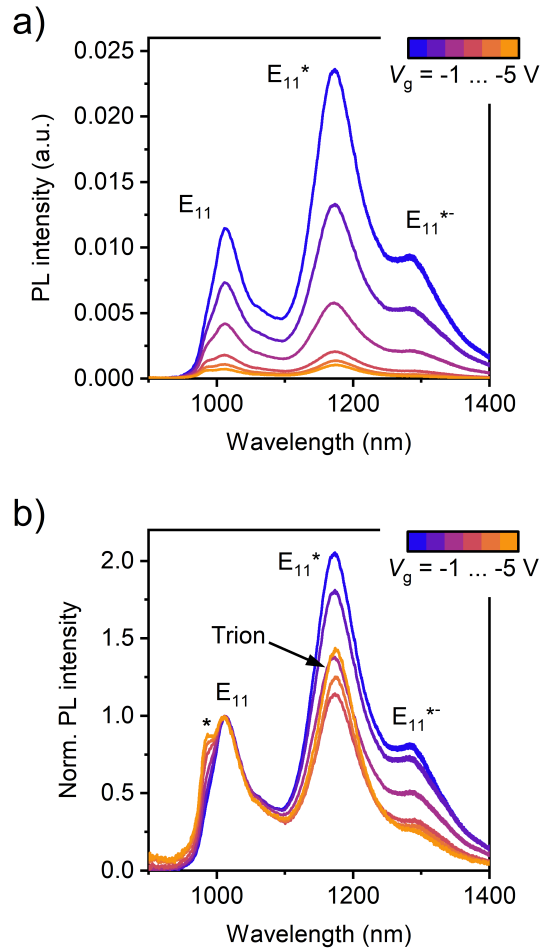 a)
0.025
0.020
0.015
0.010
0.005
0.000
PL intensity (a.u.)
E11
E11*
E11*-
Vg = -1 ... -5 V
1000 1200 1400
Wavelength (nm)
b)
2.0
1.5
1.0
0.5
0.0
Norm. PL intensity
*
E11
Trion
E11*
E11*-
Vg = -1 ... -5 V
1000 1200 1400
Wavelength (nm)